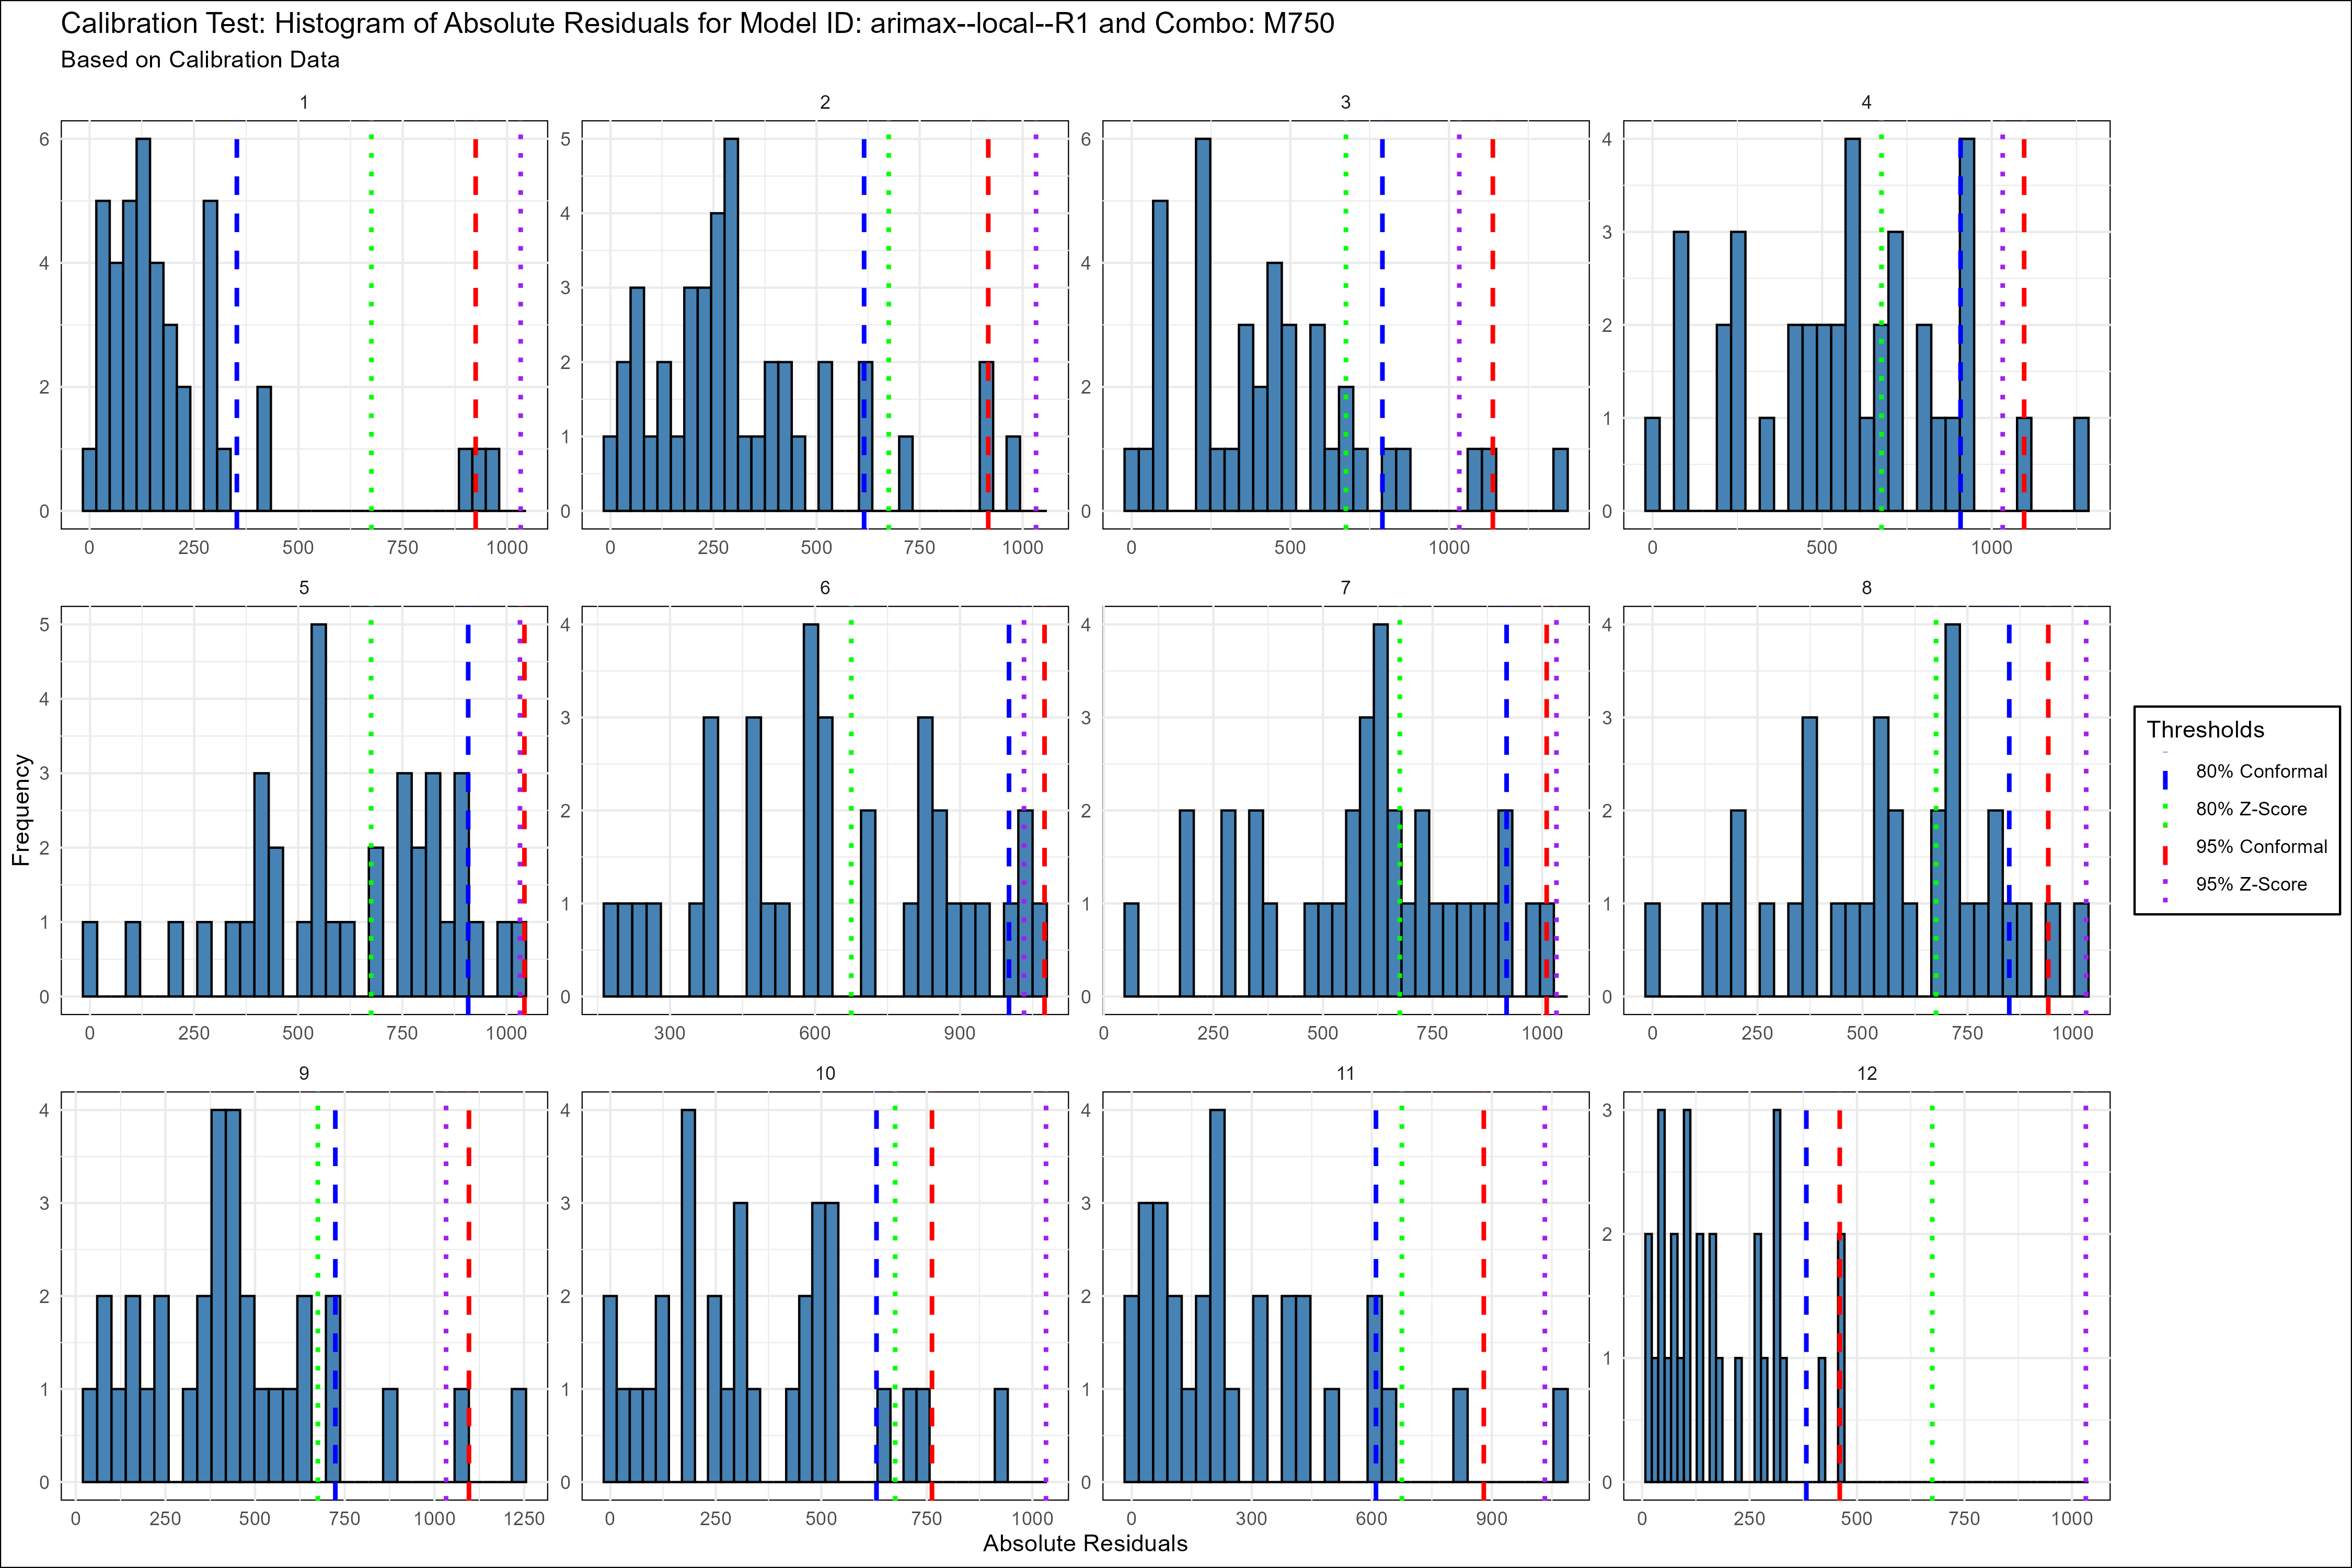 Calibration Test: Histogram of Absolute Residuals for Model ID: arimax--local--R1 and Combo: M750
Based on Calibration Data
1 2 3 4
6 5 6 4
4 4 4 3
2 3 2 2
0 2 0 1
1 0
0
0 250 500 750 1000 0 250 500 750 1000 0 500 1000 0 500 1000
5 6 7 8
5 4 4 4
4 3 3 3
3 2 2 2
2 1 1 1
1 0 0 0
0
0 250 500 750 1000 300 600 900 0 250 500 750 1000 0 250 500 750 1000
9 10 11 12
4 4 4 3
3 3 3 2
2 2 2 1
1 1 1 0
0 0 0
0 250 500 750 1000 1250 0 250 500 750 1000 0 300 600 900 0 250 500 750 1000
Frequency
Absolute Residuals
Thresholds
80% Conformal
80% Z-Score
95% Conformal
95% Z-Score